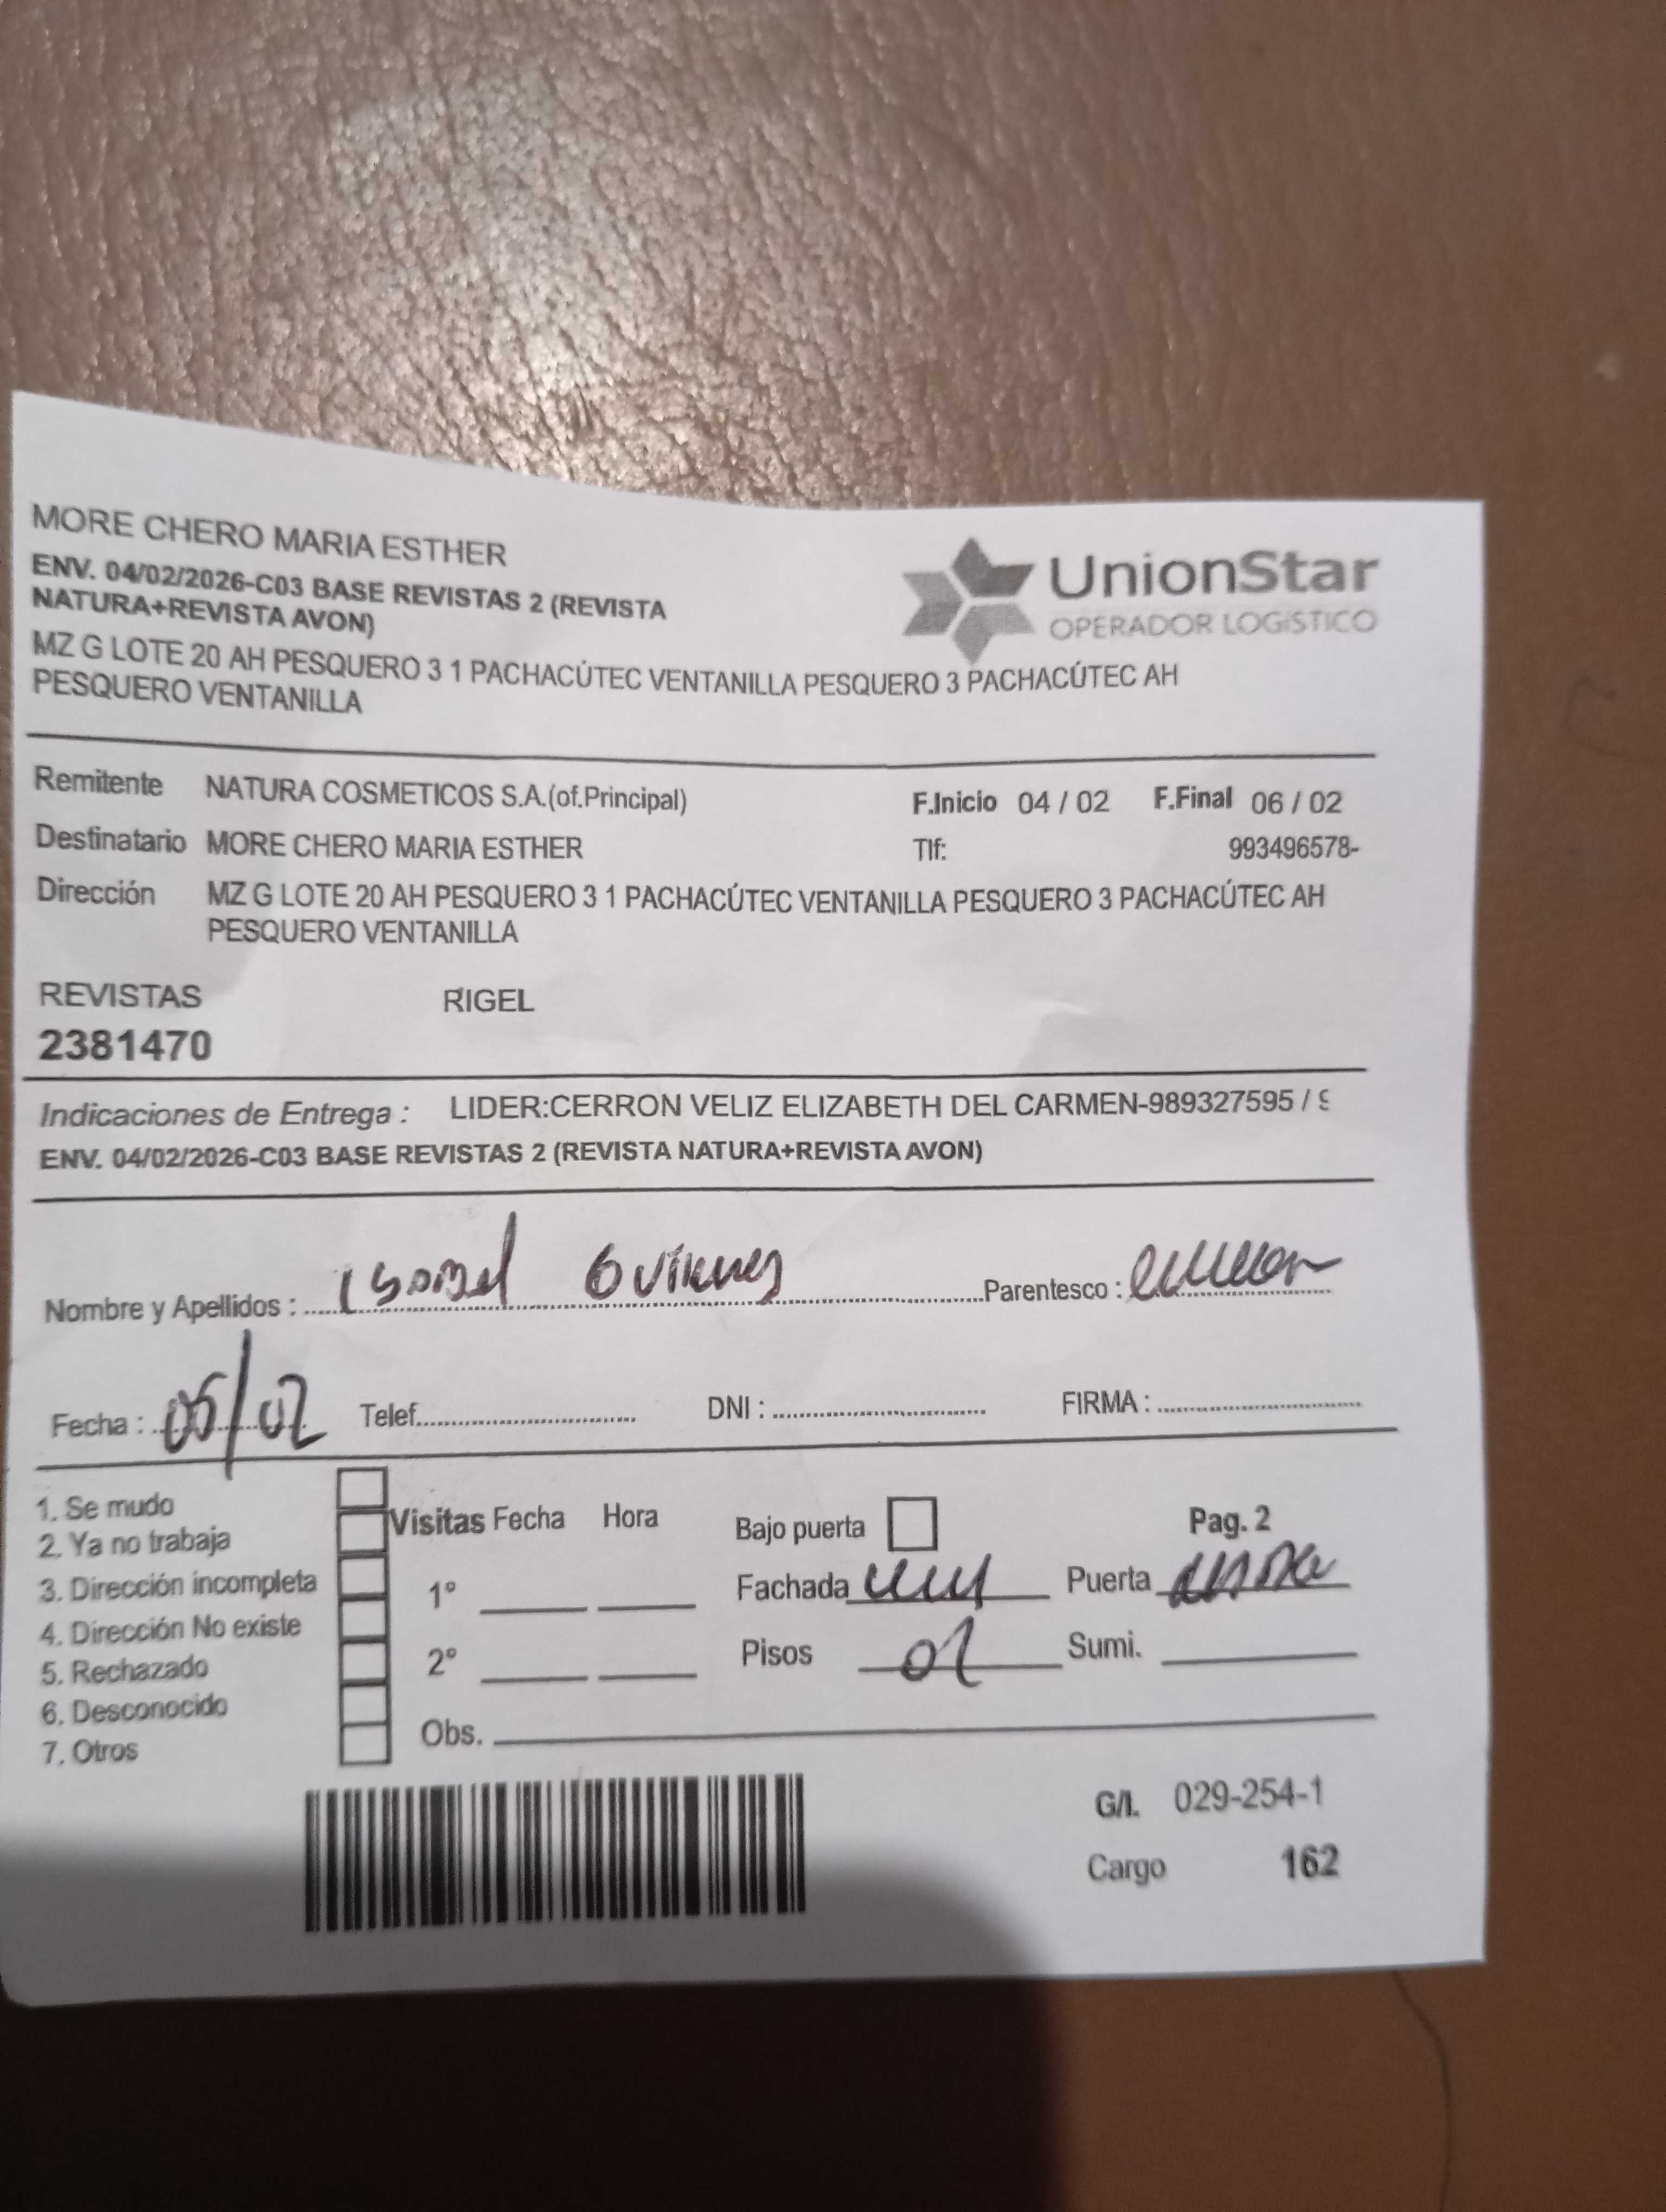 MORE CHERO MARIA ESTHER
ENV. 04/02/2026-C03 BASE REVISTAS 2 (REVISTA
NATURA+REVISTA AVON)
MZ G LOTE 20 AH PESQUERO 3 1 PACHACÚTEC VENTANILLA PESQUERO 3 PACHACÚTEC AH
PESQUERO VENTANILLA
UnionStar
OPERADOR LOGÍSTICO
Remitente NATURA COSMETICOS S.A.(of.Principal) F.Inicio 04 / 02 F.Final 06 / 02
Destinatario MORE CHERO MARIA ESTHER Tlf: 993496578-
Dirección MZ G LOTE 20 AH PESQUERO 3 1 PACHACÚTEC VENTANILLA PESQUERO 3 PACHACÚTEC AH
PESQUERO VENTANILLA
REVISTAS RIGEL
2381470
Indicaciones de Entrega : LIDER:CERRON VELIZ ELIZABETH DEL CARMEN-989327595 /
ENV. 04/02/2026-C03 BASE REVISTAS 2 (REVISTA NATURA+REVISTA AVON)
Nombre y Apellidos : Isabel Parentesco :
Fecha : 05/02 Telef. DNI : FIRMA :
1. Se mudo
2. Ya no trabaja
3. Dirección incompleta
4. Dirección No existe
5. Rechazado
6. Desconocido
7. Otros
Visitas Fecha Hora
1°
2°
Obs.
Bajo puerta Pag. 2
Fachada Puerta
Pisos 01 Sumi.
G/I. 029-254-1
Cargo 162